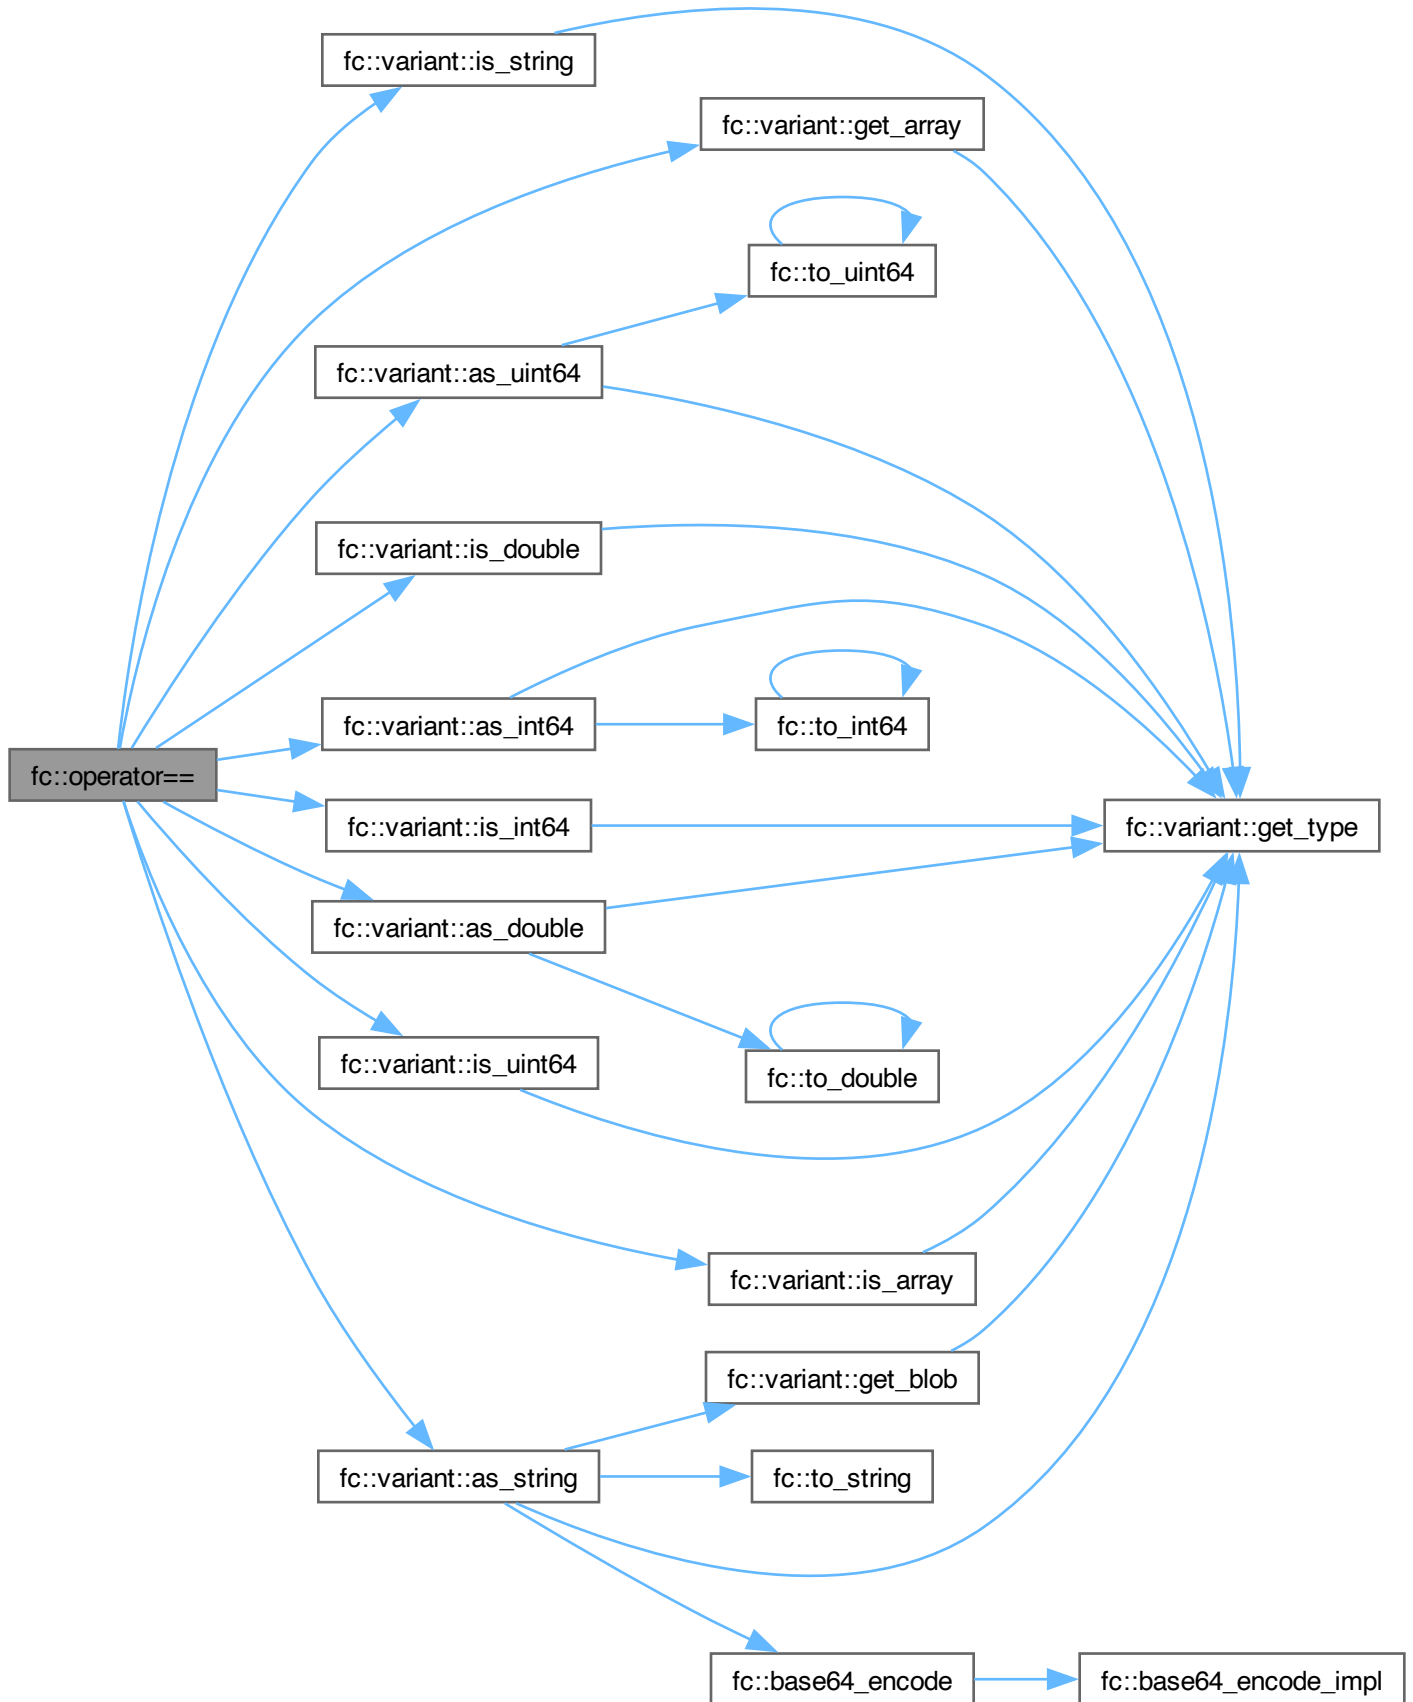 fc::variant::is_string
fc::variant::get_array
fc::to_uint64
fc::variant::as_uint64
fc::variant::is_double
fc::variant::as_int64
fc::to_int64
fc::operator==
fc::variant::is_int64
fc::variant::get_type
fc::variant::as_double
fc::variant::is_uint64
fc::to_double
fc::variant::is_array
fc::variant::get_blob
fc::variant::as_string
fc::to_string
fc::base64_encode
fc::base64_encode_impl